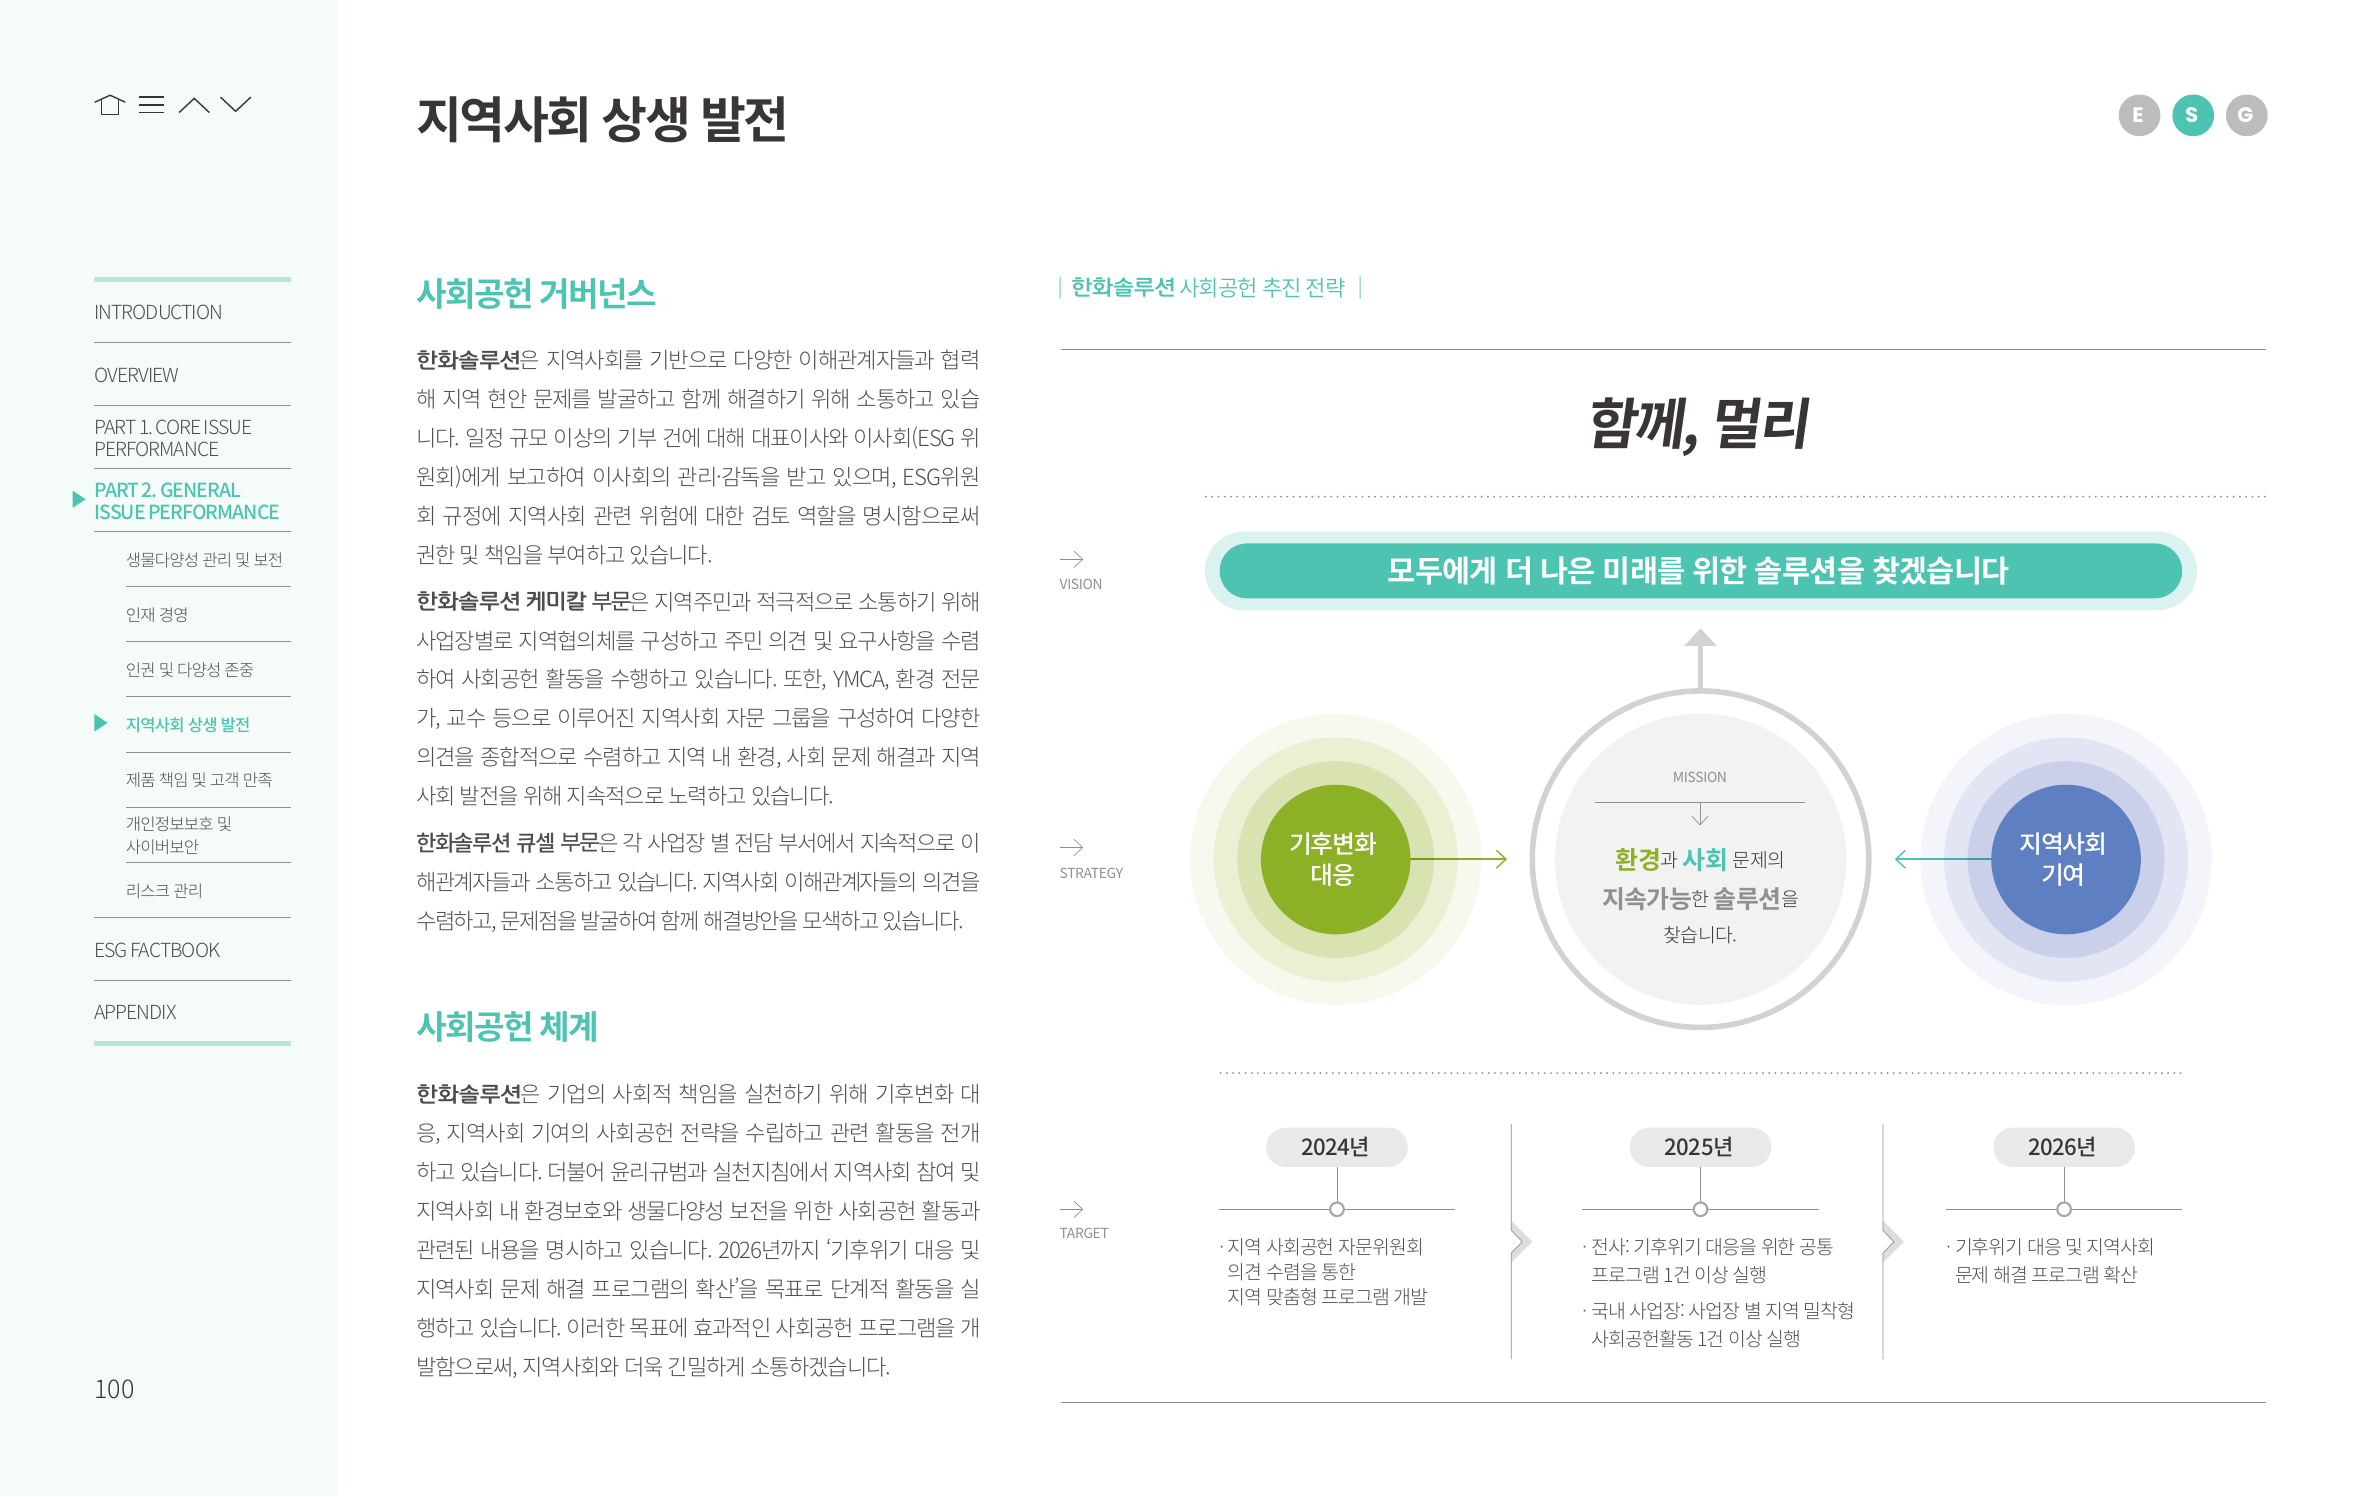 지역사회 상생 발전
E S G
INTRODUCTION
OVERVIEW
PART 1. CORE ISSUE
PERFORMANCE
PART 2. GENERAL
ISSUE PERFORMANCE
생물다양성 관리 및 보전
인재 경영
인권 및 다양성 존중
지역사회 상생 발전
제품 책임 및 고객 만족
개인정보보호 및
사이버보안
리스크 관리
ESG FACTBOOK
APPENDIX
100
사회공헌 거버넌스
한화솔루션은 지역사회를 기반으로 다양한 이해관계자들과 협력
해 지역 현안 문제를 발굴하고 함께 해결하기 위해 소통하고 있습
니다. 일정 규모 이상의 기부 건에 대해 대표이사와 이사회(ESG 위
원회)에게 보고하여 이사회의 관리·감독을 받고 있으며, ESG위원
회 규정에 지역사회 관련 위험에 대한 검토 역할을 명시함으로써
권한 및 책임을 부여하고 있습니다.
한화솔루션 케미칼 부문은 지역주민과 적극적으로 소통하기 위해
사업장별로 지역협의체를 구성하고 주민 의견 및 요구사항을 수렴
하여 사회공헌 활동을 수행하고 있습니다. 또한, YMCA, 환경 전문
가, 교수 등으로 이루어진 지역사회 자문 그룹을 구성하여 다양한
의견을 종합적으로 수렴하고 지역 내 환경, 사회 문제 해결과 지역
사회 발전을 위해 지속적으로 노력하고 있습니다.
한화솔루션 큐셀 부문은 각 사업장 별 전담 부서에서 지속적으로 이
해관계자들과 소통하고 있습니다. 지역사회 이해관계자들의 의견을
수렴하고, 문제점을 발굴하여 함께 해결방안을 모색하고 있습니다.
사회공헌 체계
한화솔루션은 기업의 사회적 책임을 실천하기 위해 기후변화 대
응, 지역사회 기여의 사회공헌 전략을 수립하고 관련 활동을 전개
하고 있습니다. 더불어 윤리규범과 실천지침에서 지역사회 참여 및
지역사회 내 환경보호와 생물다양성 보전을 위한 사회공헌 활동과
관련된 내용을 명시하고 있습니다. 2026년까지 ‘기후위기 대응 및
지역사회 문제 해결 프로그램의 확산’을 목표로 단계적 활동을 실
행하고 있습니다. 이러한 목표에 효과적인 사회공헌 프로그램을 개
발함으로써, 지역사회와 더욱 긴밀하게 소통하겠습니다.
한화솔루션 사회공헌 추진 전략
함께, 멀리
VISION
모두에게 더 나은 미래를 위한 솔루션을 찾겠습니다
STRATEGY
기후변화
대응
MISSION
환경과 사회 문제의
지속가능한 솔루션을
찾습니다.
지역사회
기여
TARGET
2024년
· 지역 사회공헌 자문위원회
의견 수렴을 통한
지역 맞춤형 프로그램 개발
2025년
· 전사: 기후위기 대응을 위한 공통
프로그램 1건 이상 실행
· 국내 사업장: 사업장 별 지역 밀착형
사회공헌활동 1건 이상 실행
2026년
· 기후위기 대응 및 지역사회
문제 해결 프로그램 확산